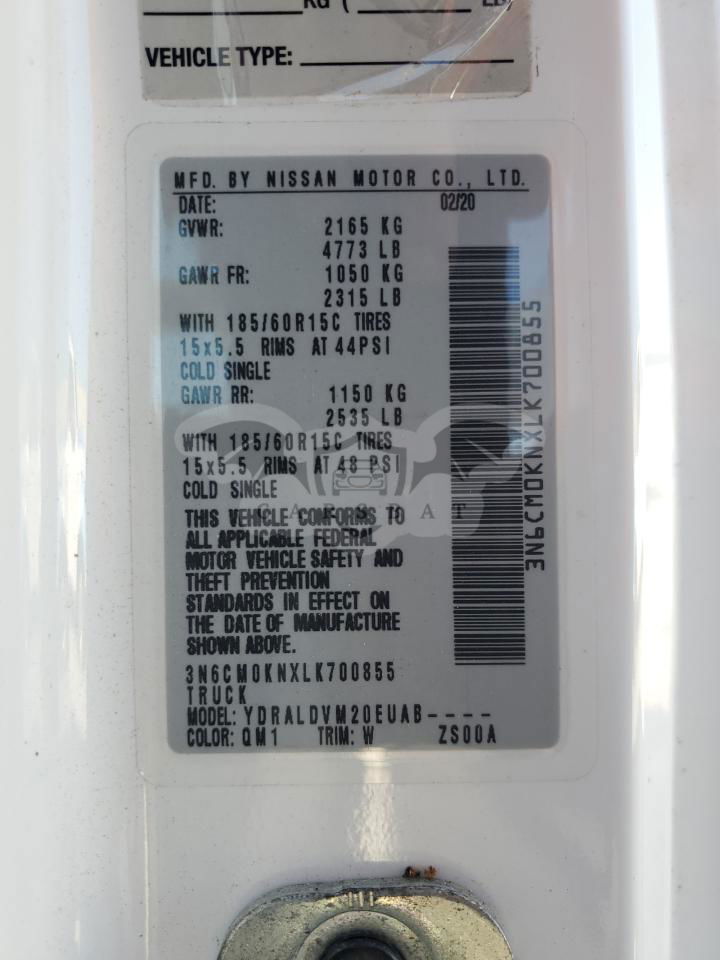 KG ( LB
VEHICLE TYPE:
MFD. BY NISSAN MOTOR CO., LTD.
DATE: 02/20
GVWR: 2165 KG
4773 LB
GAWR FR: 1050 KG
2315 LB
WITH 185/60R15C TIRES
15x5.5 RIMS AT 44PSI
COLD SINGLE
GAWR RR: 1150 KG
2535 LB
WITH 185/60R15C TIRES
15x5.5 RIMS AT 48 PSI
COLD SINGLE
THIS VEHICLE CONFORMS TO
ALL APPLICABLE FEDERAL
MOTOR VEHICLE SAFETY AND
THEFT PREVENTION
STANDARDS IN EFFECT ON
THE DATE OF MANUFACTURE
SHOWN ABOVE.
3N6CM0KNXLK700855
TRUCK
MODEL: YDRALDVM20EUAB----
COLOR: QM1 TRIM: W ZS00A
3N6CM0KNXLK700855